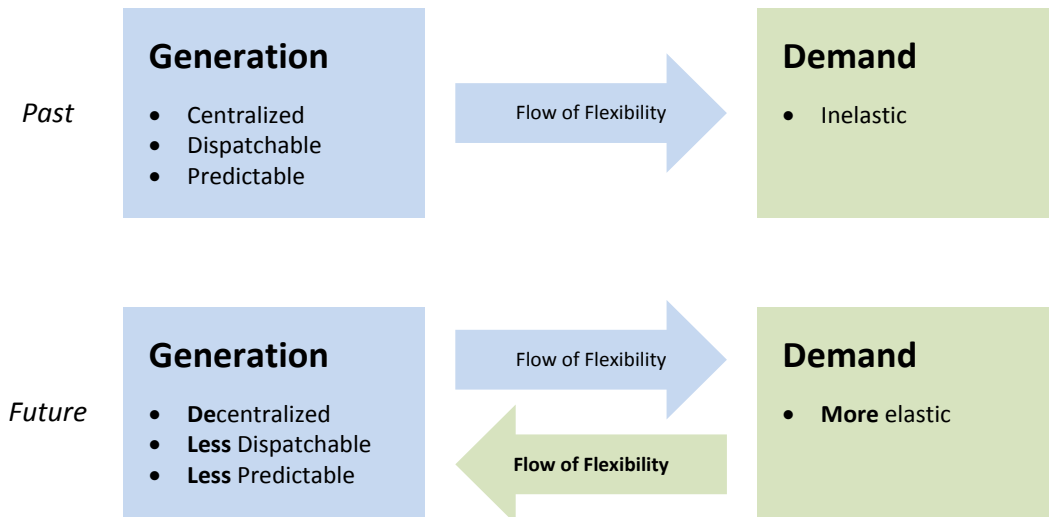 Past
Generation
• Centralized
• Dispatchable
• Predictable
Flow of Flexibility
Demand
• Inelastic
Future
Generation
• Decentralized
• Less Dispatchable
• Less Predictable
Flow of Flexibility
Flow of Flexibility
Demand
• More elastic